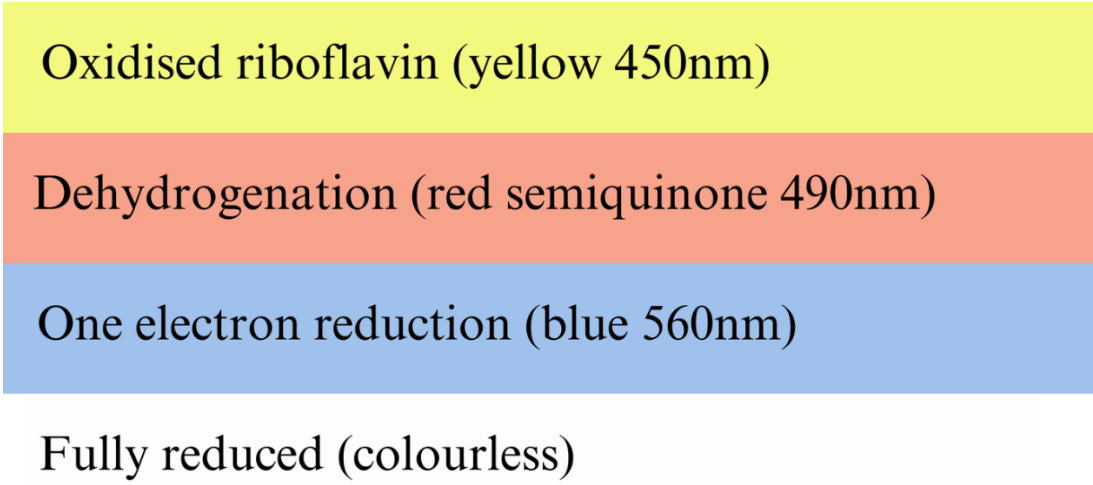 Oxidised riboflavin (yellow 450nm)
Dehydrogenation (red semiquinone 490nm)
One electron reduction (blue 560nm)
Fully reduced (colourless)